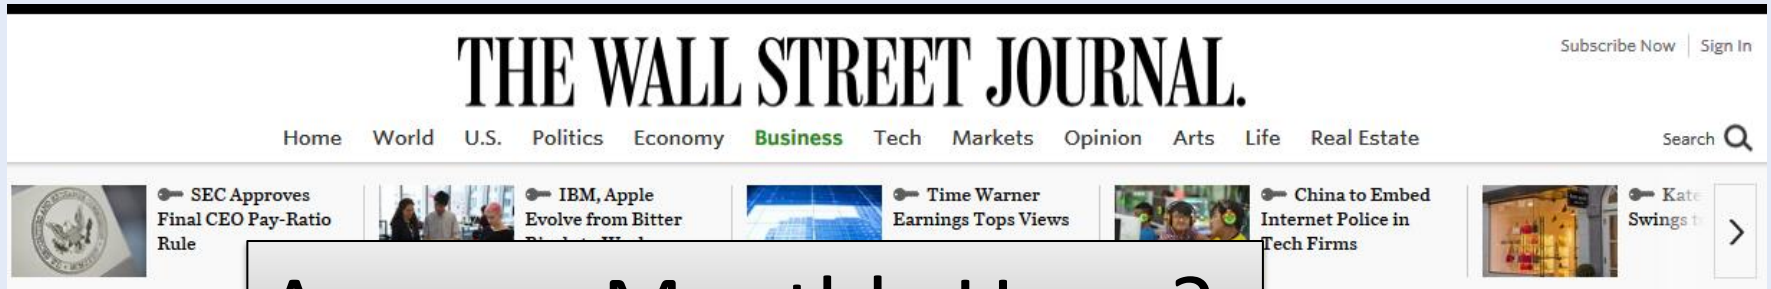 THE WALL STREET JOURNAL.
Subscribe Now | Sign In
Home World U.S. Politics Economy Business Tech Markets Opinion Arts Life Real Estate
Search
SEC Approves
Final CEO Pay-Ratio
Rule
IBM, Apple
Evolve from Bitter
Time Warner
Earnings Tops Views
China to Embed
Internet Police in
Tech Firms
Kate
Swings